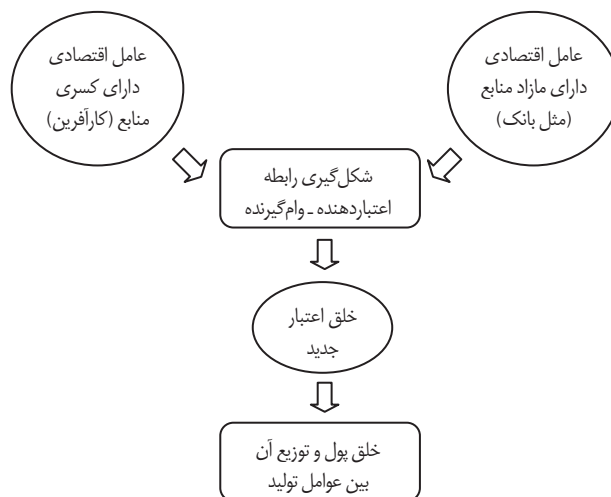 عامل اقتصادی
دارای مازاد منابع
(مثل بانک)
عامل اقتصادی
دارای کسری
منابع (کارآفرین)
شکل‌گیری رابطه
اعتباردهنده ـ وام‌گیرنده
خلق اعتبار
جدید
خلق پول و توزیع آن
بین عوامل تولید